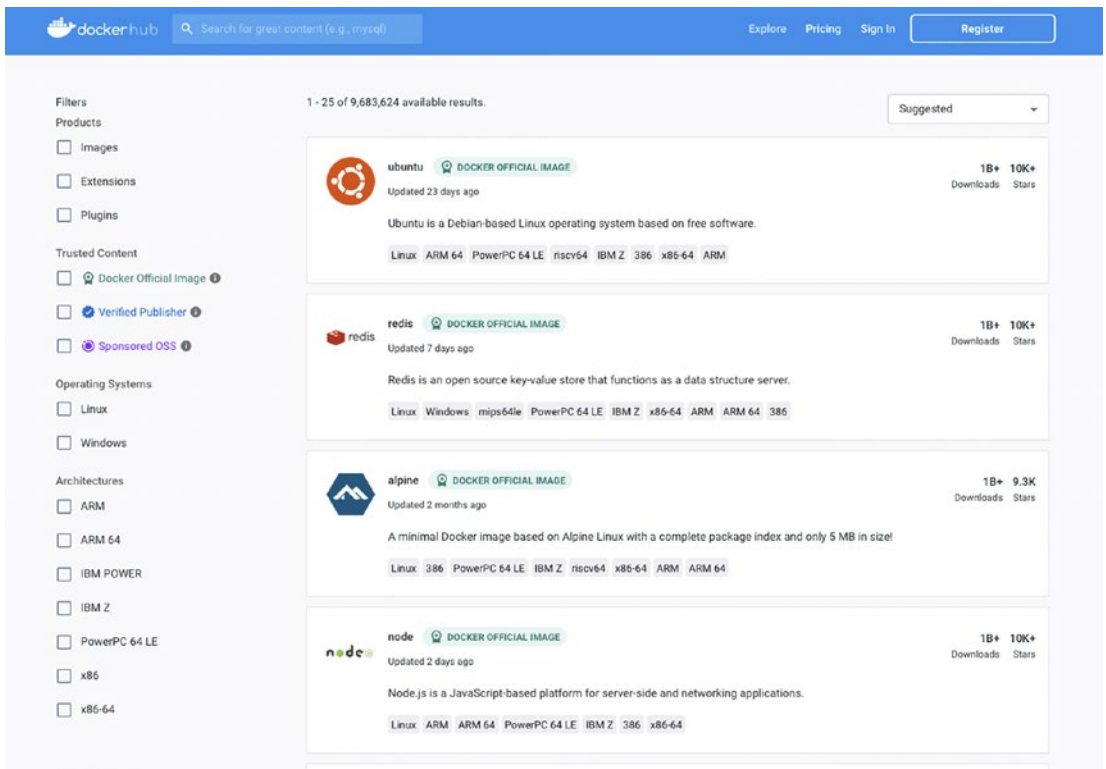 dockerhub Search for great content (e.g., mysql) Explore Pricing Sign In Register
Filters
Products
Images
Extensions
Plugins
Trusted Content
Docker Official Image
Verified Publisher
Sponsored OSS
Operating Systems
Linux
Windows
Architectures
ARM
ARM 64
IBM POWER
IBM Z
PowerPC 64 LE
x86
x86-64
1 - 25 of 9,683,624 available results.
Suggested
ubuntu DOCKER OFFICIAL IMAGE
Updated 23 days ago
1B+ 10K+
Downloads Stars
Ubuntu is a Debian-based Linux operating system based on free software.
Linux ARM 64 PowerPC 64 LE riscv64 IBM Z 386 x86-64 ARM
redis
redis DOCKER OFFICIAL IMAGE
Updated 7 days ago
1B+ 10K+
Downloads Stars
Redis is an open source key-value store that functions as a data structure server.
Linux Windows mips64le PowerPC 64 LE IBM Z x86-64 ARM ARM 64 386
alpine DOCKER OFFICIAL IMAGE
Updated 2 months ago
1B+ 9.3K
Downloads Stars
A minimal Docker image based on Alpine Linux with a complete package index and only 5 MB in size!
Linux 386 PowerPC 64 LE IBM Z riscv64 x86-64 ARM ARM 64
node
node DOCKER OFFICIAL IMAGE
Updated 2 days ago
1B+ 10K+
Downloads Stars
Node.js is a JavaScript-based platform for server-side and networking applications.
Linux ARM ARM 64 PowerPC 64 LE IBM Z 386 x86-64